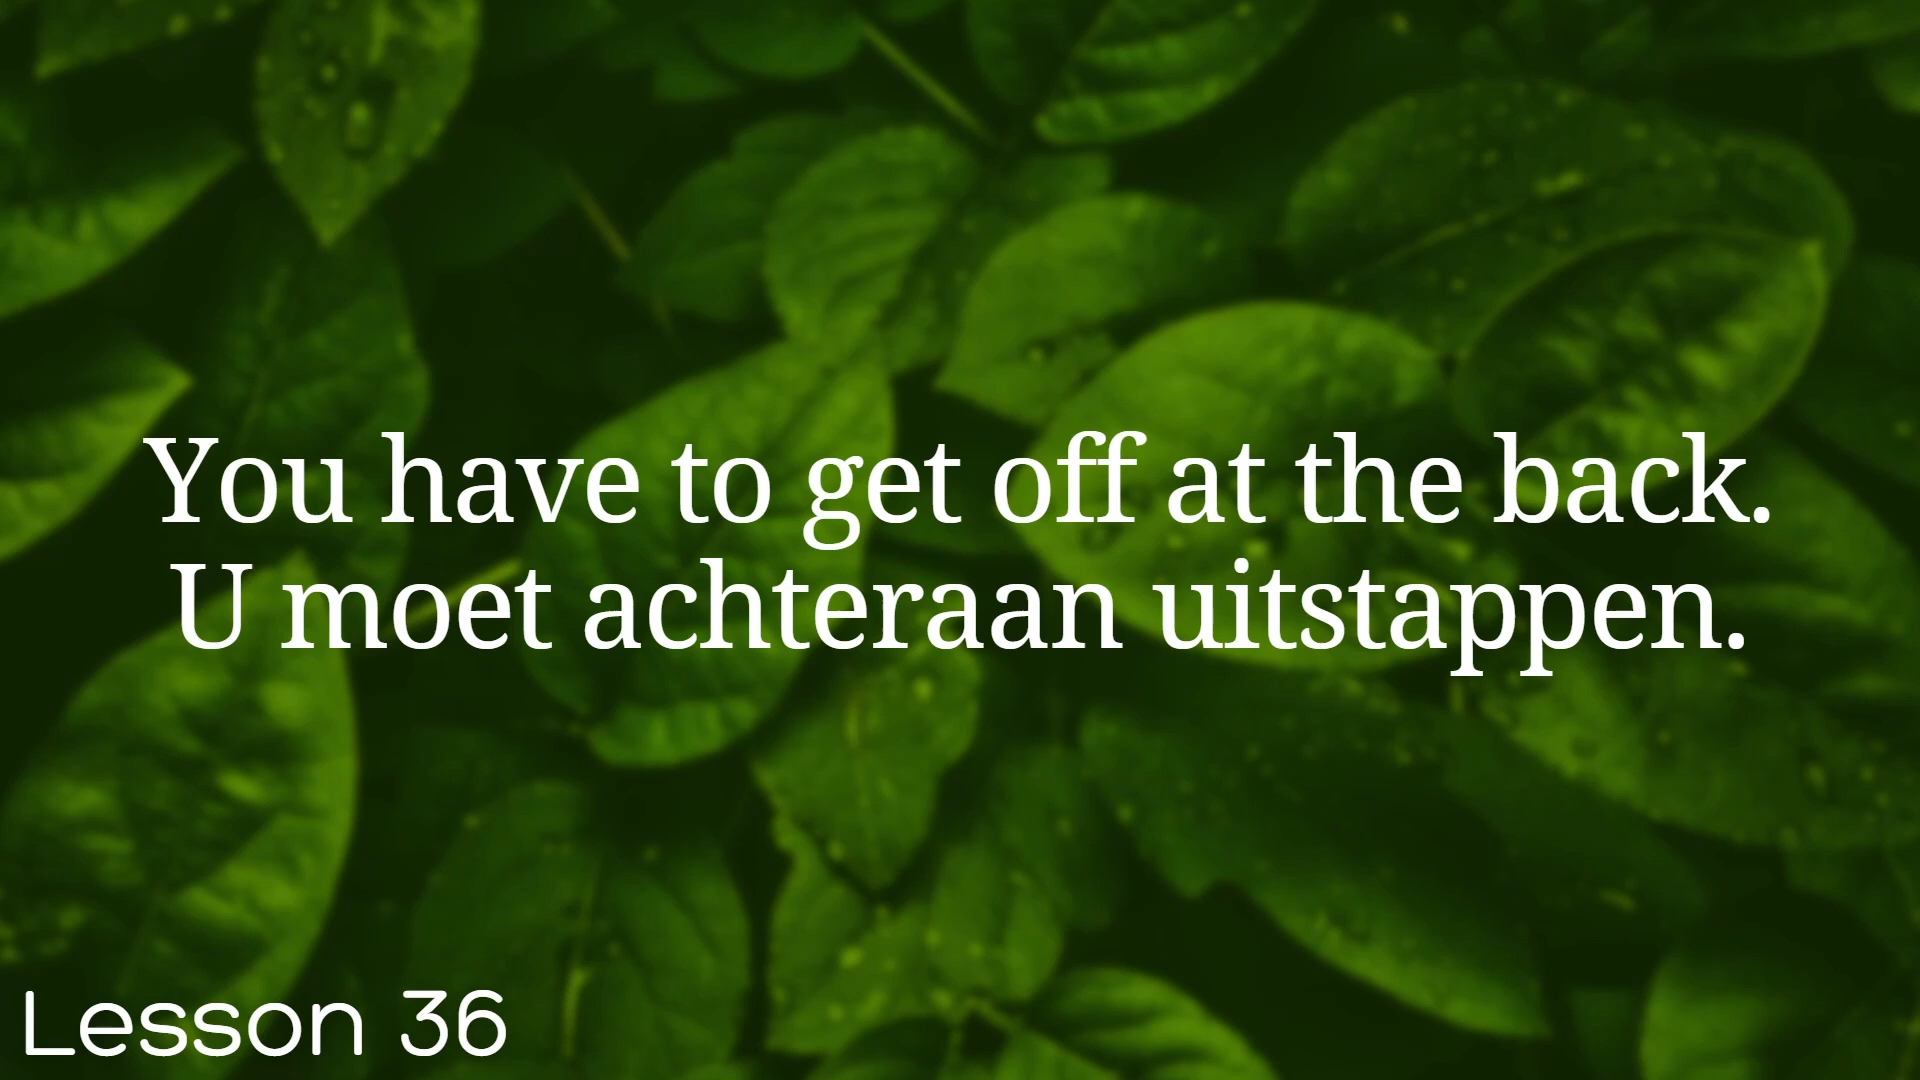 You have to get off at the back.
U moet achteraan uitstappen.
Lesson 36